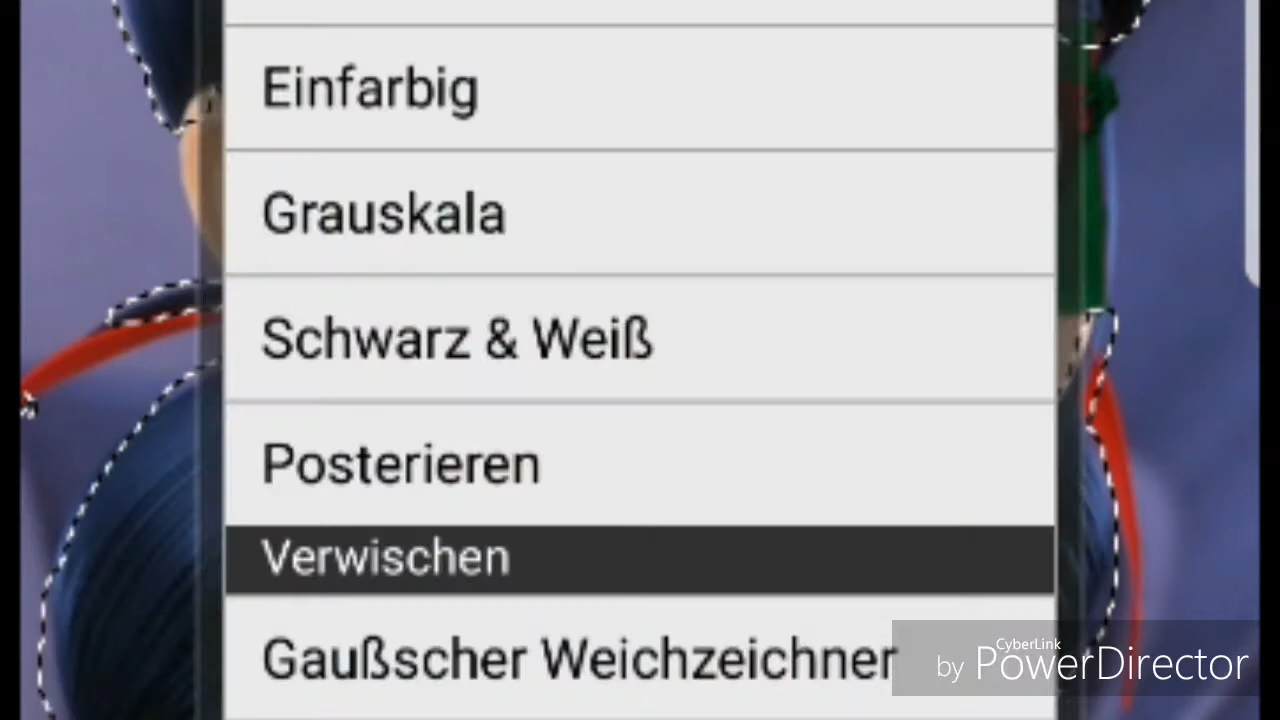 Einfarbig
Grauskala
Schwarz & Weiß
Posterieren
Verwischen
Gaußscher Weichzeichner
CyberLink
by PowerDirector